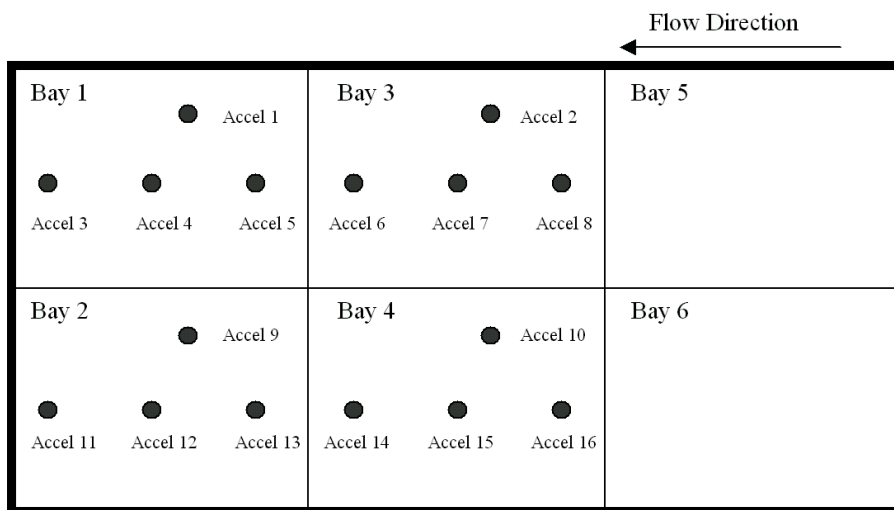 Flow Direction
Bay 1
Bay 3
Bay 5
Accel 1
Accel 2
Accel 3
Accel 4
Accel 5
Accel 6
Accel 7
Accel 8
Bay 2
Bay 4
Bay 6
Accel 9
Accel 10
Accel 11
Accel 12
Accel 13
Accel 14
Accel 15
Accel 16